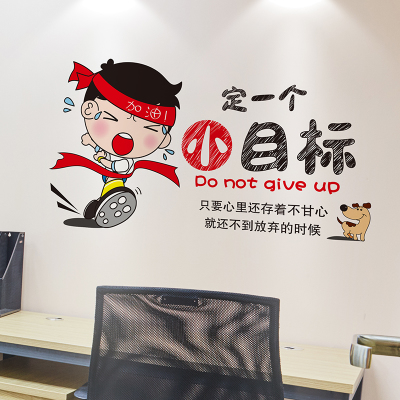 加油!
定一个
小目标
Do not give up
只要心里还存着不甘心
就还不到放弃的时候